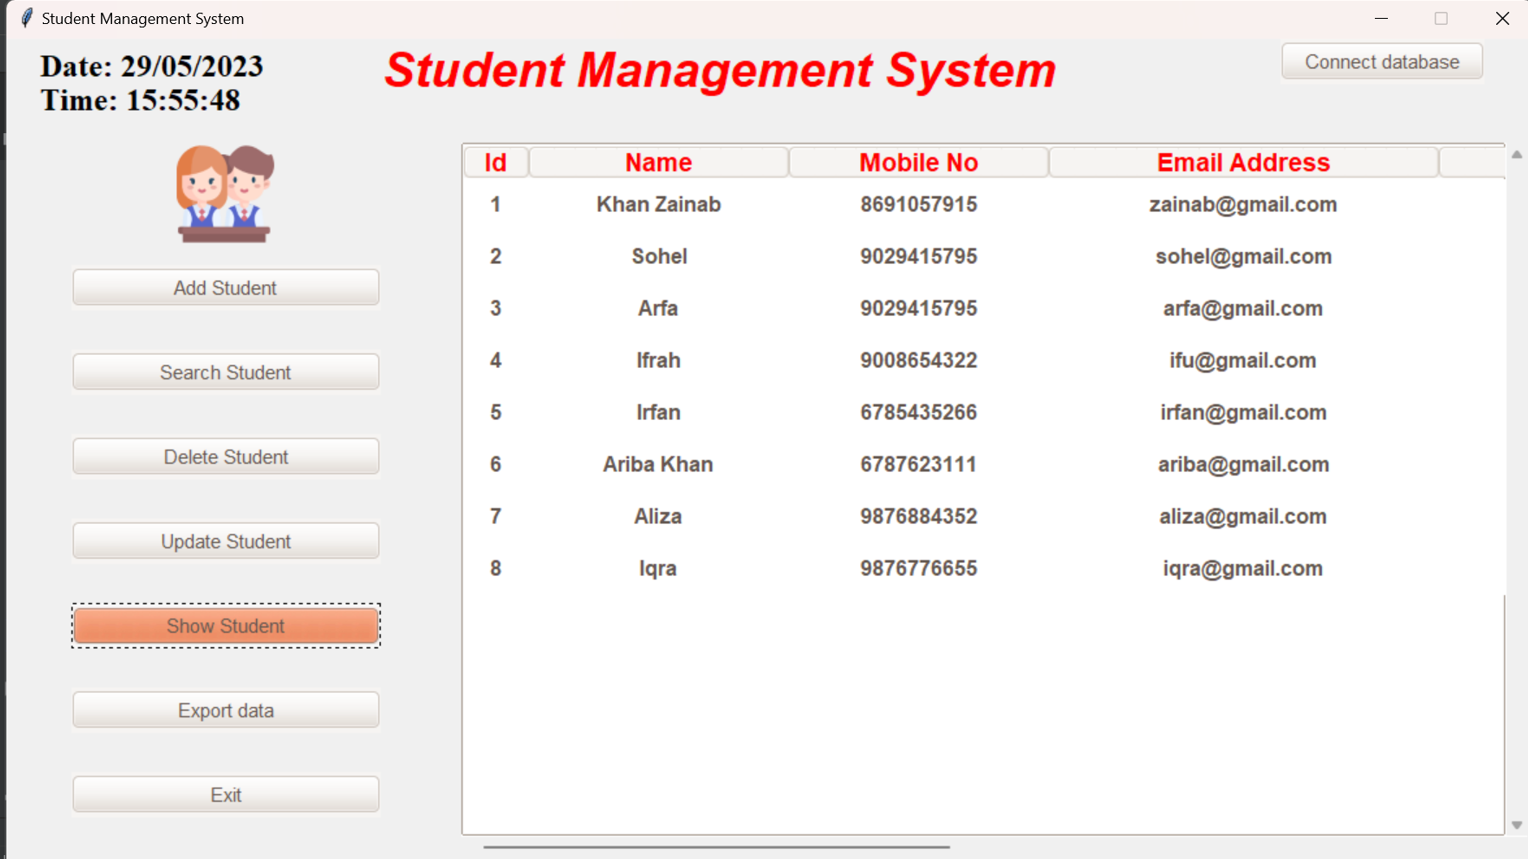 Student Management System
Date: 29/05/2023
Time: 15:55:48
Student Management System
Connect database
Add Student
Search Student
Delete Student
Update Student
Show Student
Export data
Exit
Id Name Mobile No Email Address
1 Khan Zainab 8691057915 zainab@gmail.com
2 Sohel 9029415795 sohel@gmail.com
3 Arfa 9029415795 arfa@gmail.com
4 Ifrah 9008654322 ifu@gmail.com
5 Irfan 6785435266 irfan@gmail.com
6 Ariba Khan 6787623111 ariba@gmail.com
7 Aliza 9876884352 aliza@gmail.com
8 Iqra 9876776655 iqra@gmail.com